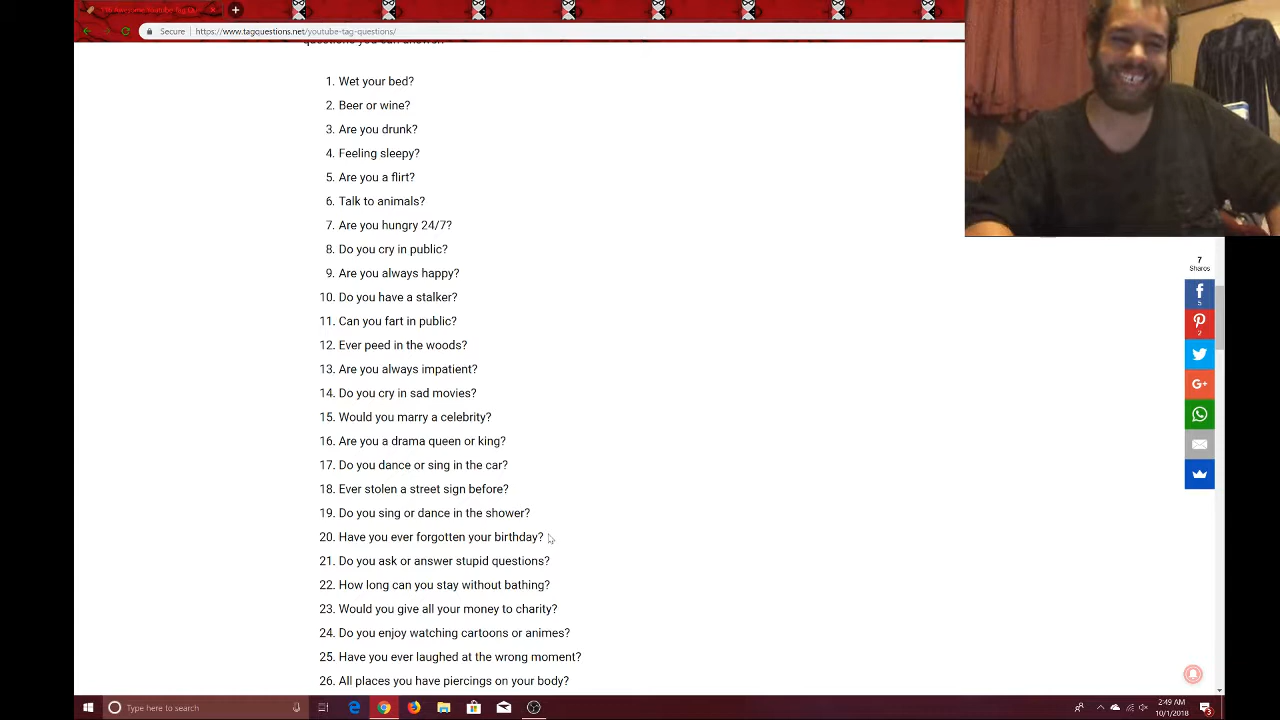 Secure https://www.tagquestions.net/youtube-tag-questions/
questions you can answer.
1. Wet your bed?
2. Beer or wine?
3. Are you drunk?
4. Feeling sleepy?
5. Are you a flirt?
6. Talk to animals?
7. Are you hungry 24/7?
8. Do you cry in public?
9. Are you always happy?
10. Do you have a stalker?
11. Can you fart in public?
12. Ever peed in the woods?
13. Are you always impatient?
14. Do you cry in sad movies?
15. Would you marry a celebrity?
16. Are you a drama queen or king?
17. Do you dance or sing in the car?
18. Ever stolen a street sign before?
19. Do you sing or dance in the shower?
20. Have you ever forgotten your birthday?
21. Do you ask or answer stupid questions?
22. How long can you stay without bathing?
23. Would you give all your money to charity?
24. Do you enjoy watching cartoons or animes?
25. Have you ever laughed at the wrong moment?
26. All places you have piercings on your body?
7
Shares
5
2
G+
Type here to search
2:49 AM
10/1/2018
3